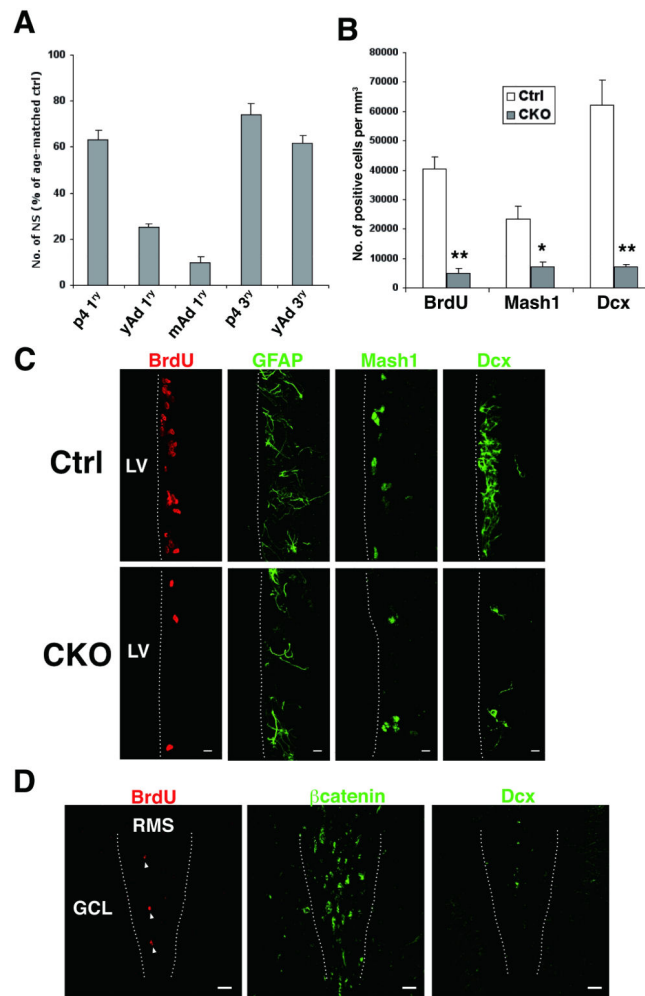 A
No. of NS (% of age-matched ctrl)
100
80
60
40
20
0
p4 1ry
yAd 1ry
mAd 1ry
p4 3ry
yAd 3ry
B
No. of positive cells per mm³
80000
70000
60000
50000
40000
30000
20000
10000
0
Ctrl
CKO
**
*
**
BrdU Mash1 Dcx
C
BrdU GFAP Mash1 Dcx
Ctrl
LV
CKO
LV
D
BrdU βcatenin Dcx
RMS
GCL